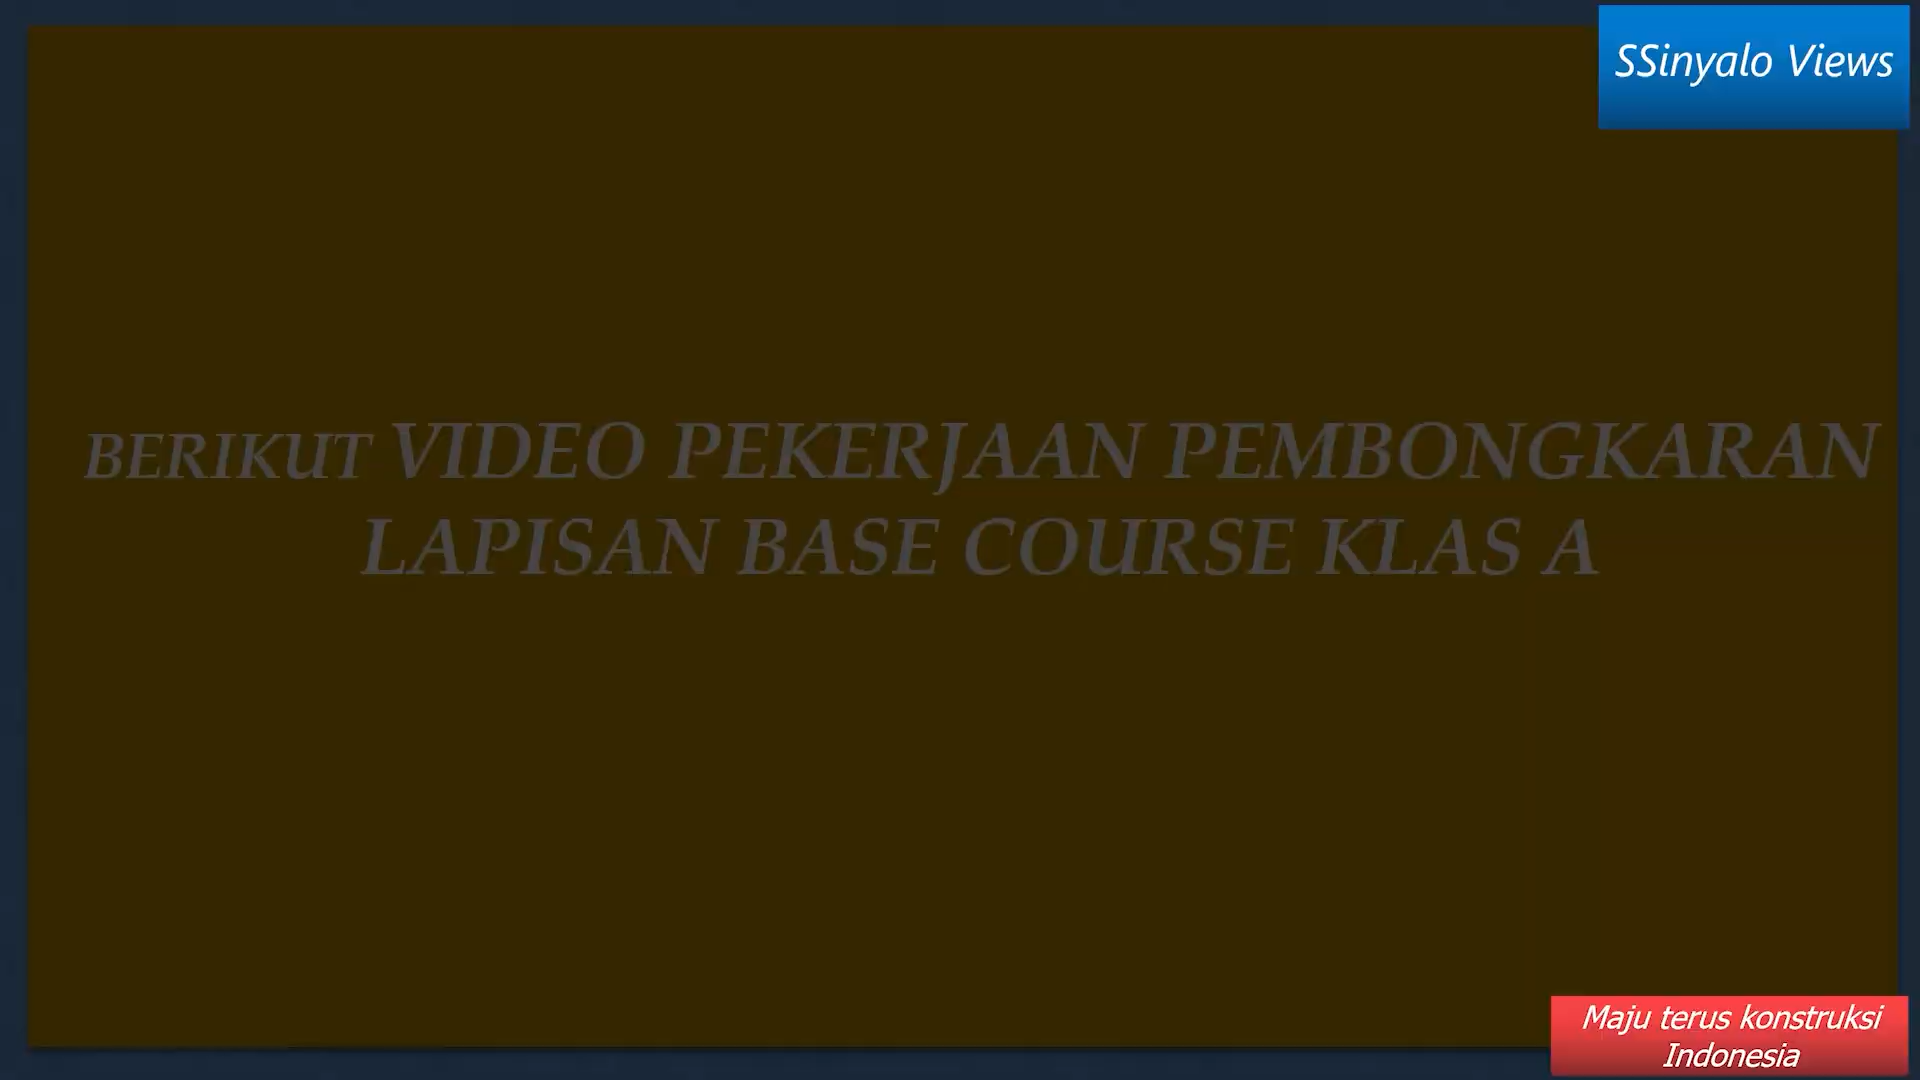 SSinyalo Views
BERIKUT VIDEO PEKERJAAN PEMBONGKARAN
LAPISAN BASE COURSE KLAS A
Maju terus konstruksi
Indonesia